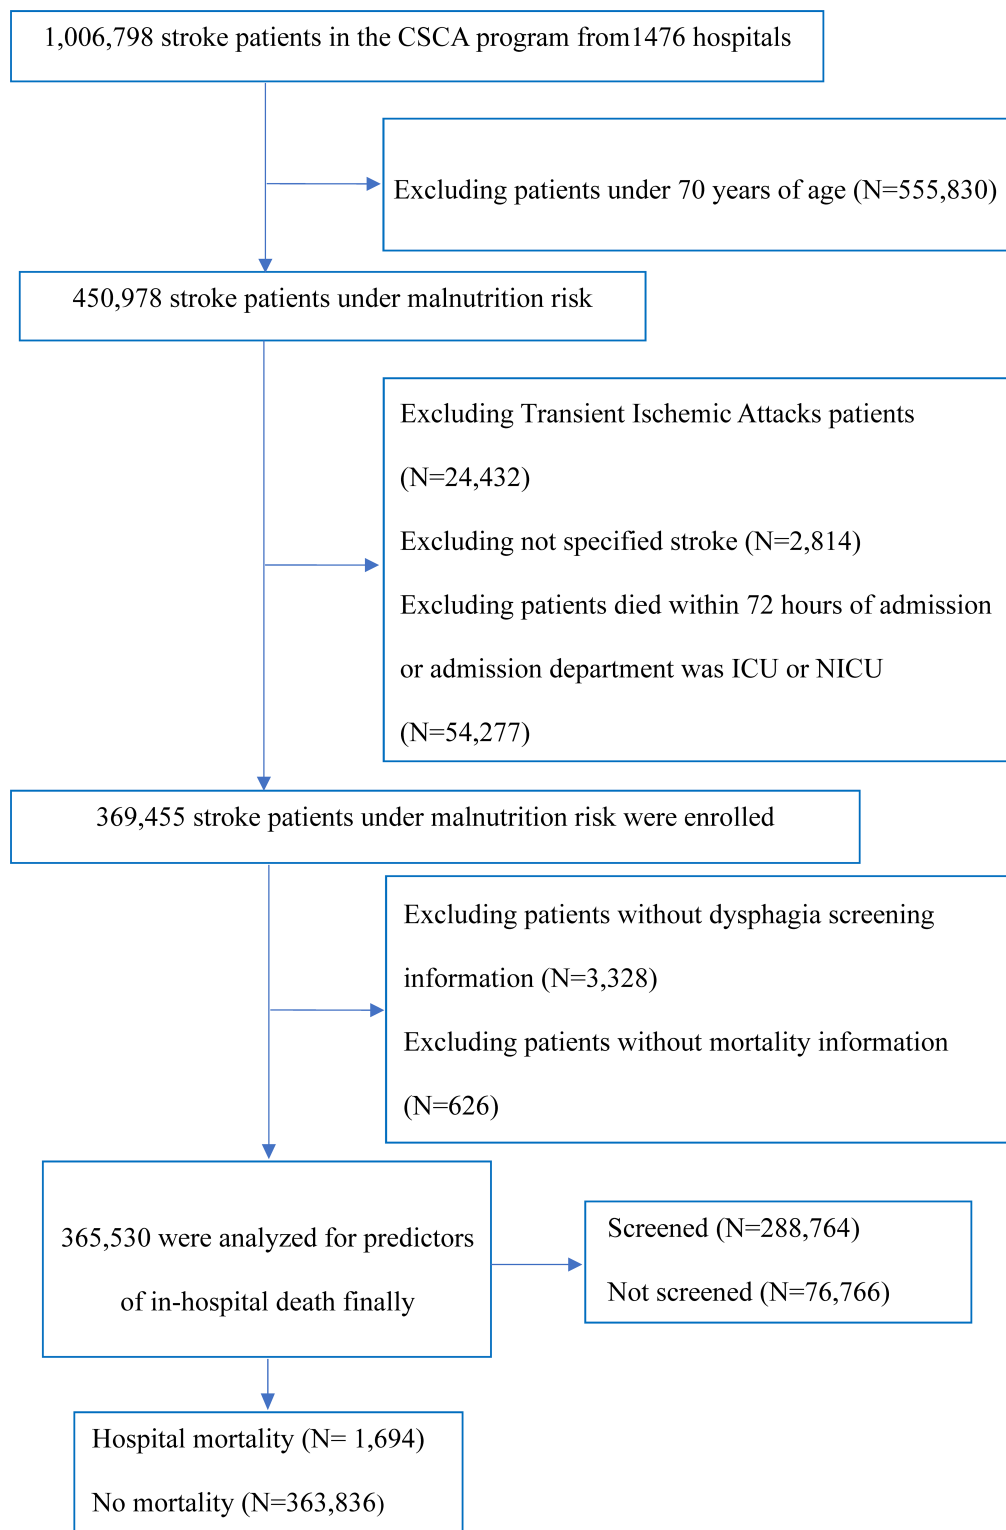 1,006,798 stroke patients in the CSCA program from1476 hospitals
Excluding patients under 70 years of age (N=555,830)
450,978 stroke patients under malnutrition risk
Excluding Transient Ischemic Attacks patients
(N=24,432)
Excluding not specified stroke (N=2,814)
Excluding patients died within 72 hours of admission
or admission department was ICU or NICU
(N=54,277)
369,455 stroke patients under malnutrition risk were enrolled
Excluding patients without dysphagia screening
information (N=3,328)
Excluding patients without mortality information
(N=626)
365,530 were analyzed for predictors
of in-hospital death finally
Screened (N=288,764)
Not screened (N=76,766)
Hospital mortality (N= 1,694)
No mortality (N=363,836)